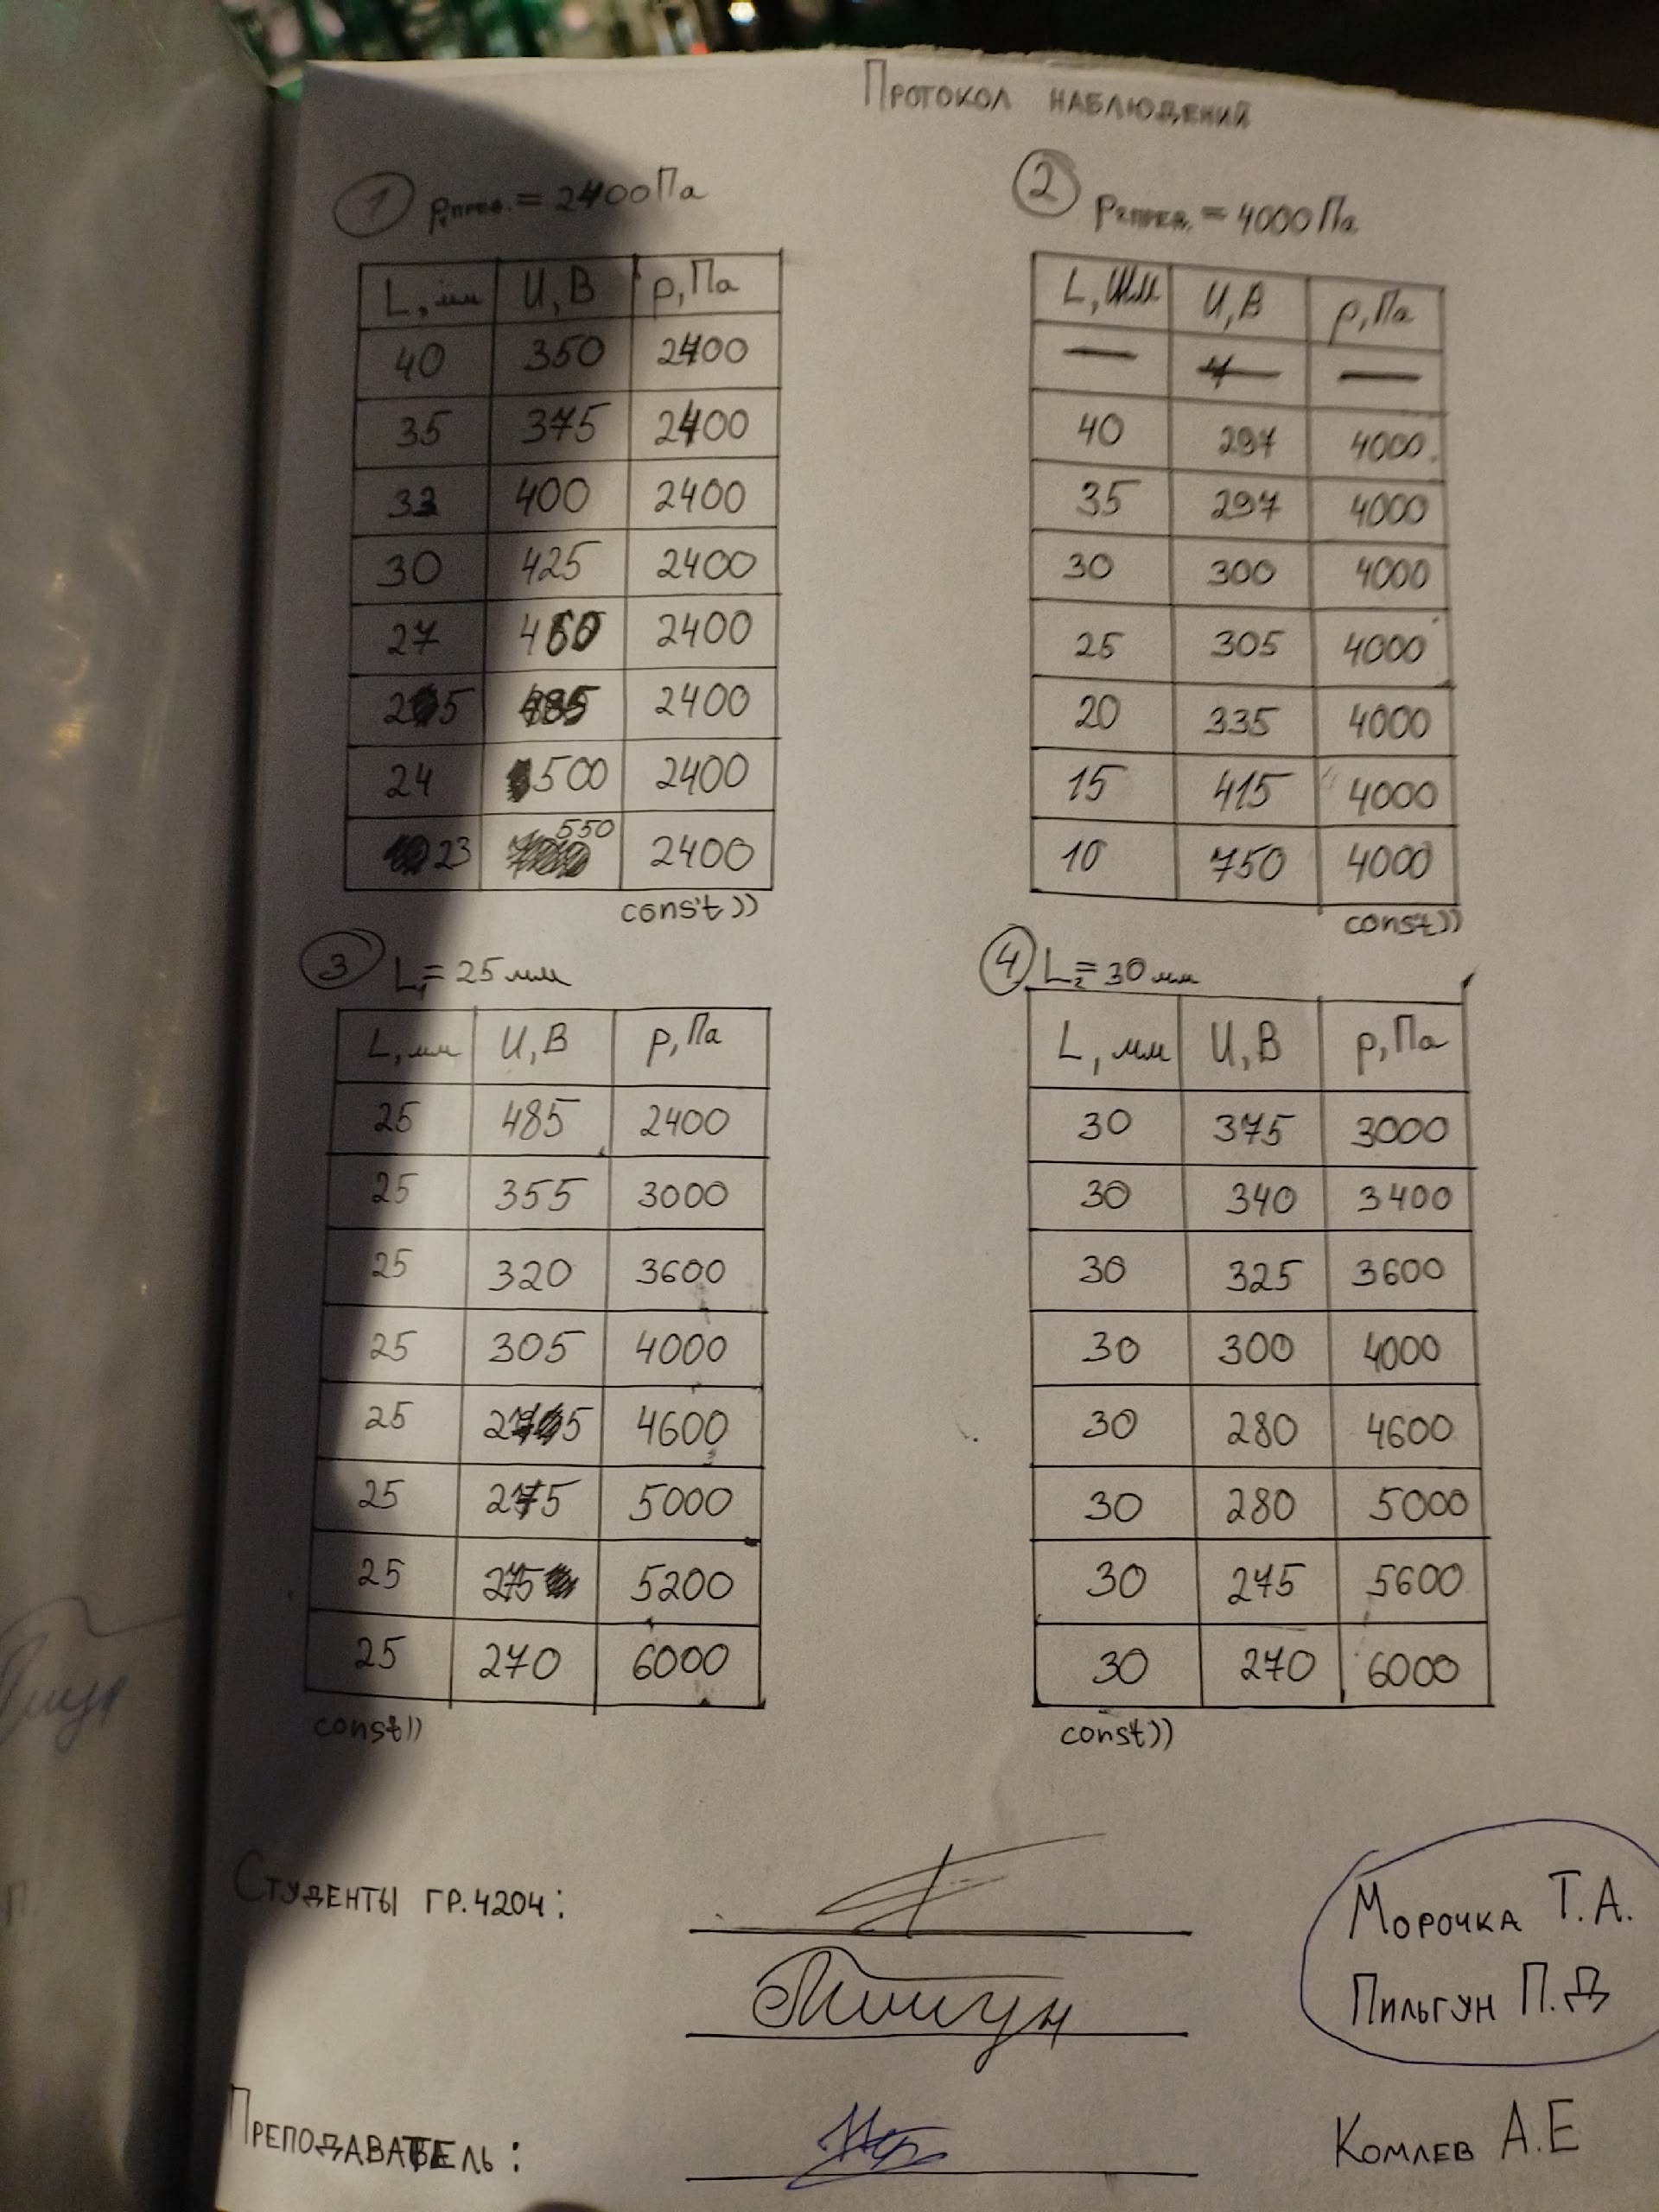 ПРОТОКОЛ НАБЛЮДЕНИЙ
① p₁пред. = 2400 Па
L, мм U, В p, Па
40 350 2400
35 375 2400
33 400 2400
30 425 2400
27 460 2400
25 485 2400
24 500 2400
23 550 2400
const))
② p₂пред. = 4000 Па
L, мм U, В p, Па
— — —
40 297 4000
35 297 4000
30 300 4000
25 305 4000
20 335 4000
15 415 4000
10 750 4000
const))
③ L₁ = 25 мм
L, мм U, В p, Па
25 485 2400
25 355 3000
25 320 3600
25 305 4000
25 4600
25 275 5000
25 275 5200
25 270 6000
const))
④ L₂ = 30 мм
L, мм U, В p, Па
30 375 3000
30 340 3400
30 325 3600
30 300 4000
30 280 4600
30 280 5000
30 275 5600
30 270 6000
const))
СТУДЕНТЫ ГР.4204: МОРОЧКА Т.А.
Пильгун ПИЛЬГУН П.Д
ПРЕПОДАВАТЕЛЬ: КОМЛЕВ А.Е